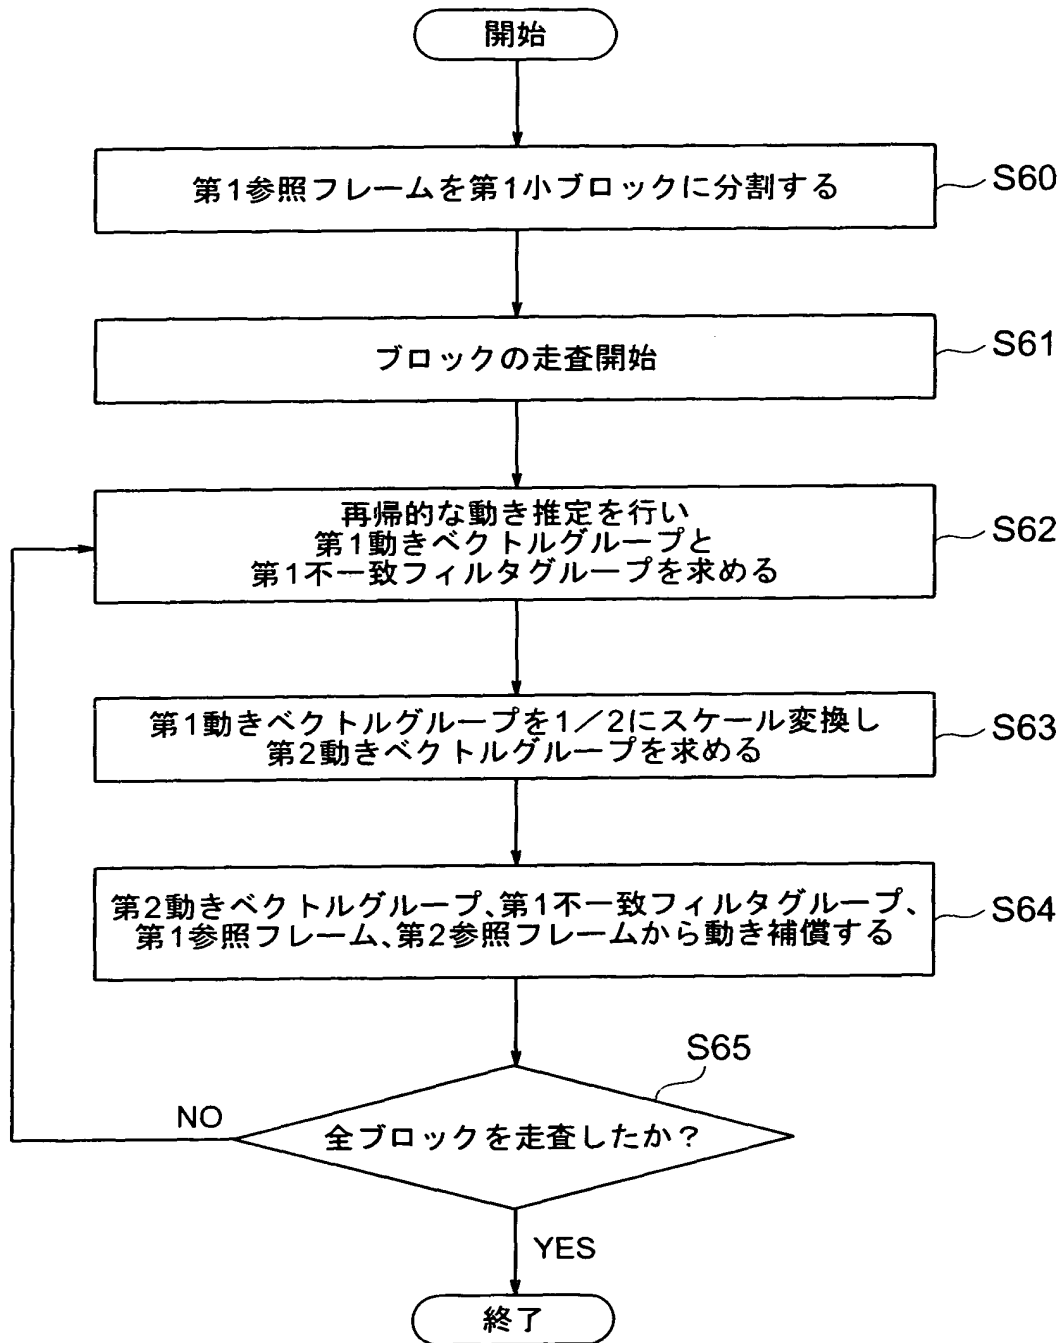 開始
第1参照フレームを第1小ブロックに分割する
S60
ブロックの走査開始
S61
再帰的な動き推定を行い
第1動きベクトルグループと
第1不一致フィルタグループを求める
S62
第1動きベクトルグループを1／2にスケール変換し
第2動きベクトルグループを求める
S63
第2動きベクトルグループ、第1不一致フィルタグループ、
第1参照フレーム、第2参照フレームから動き補償する
S64
S65
全ブロックを走査したか？
NO
YES
終了